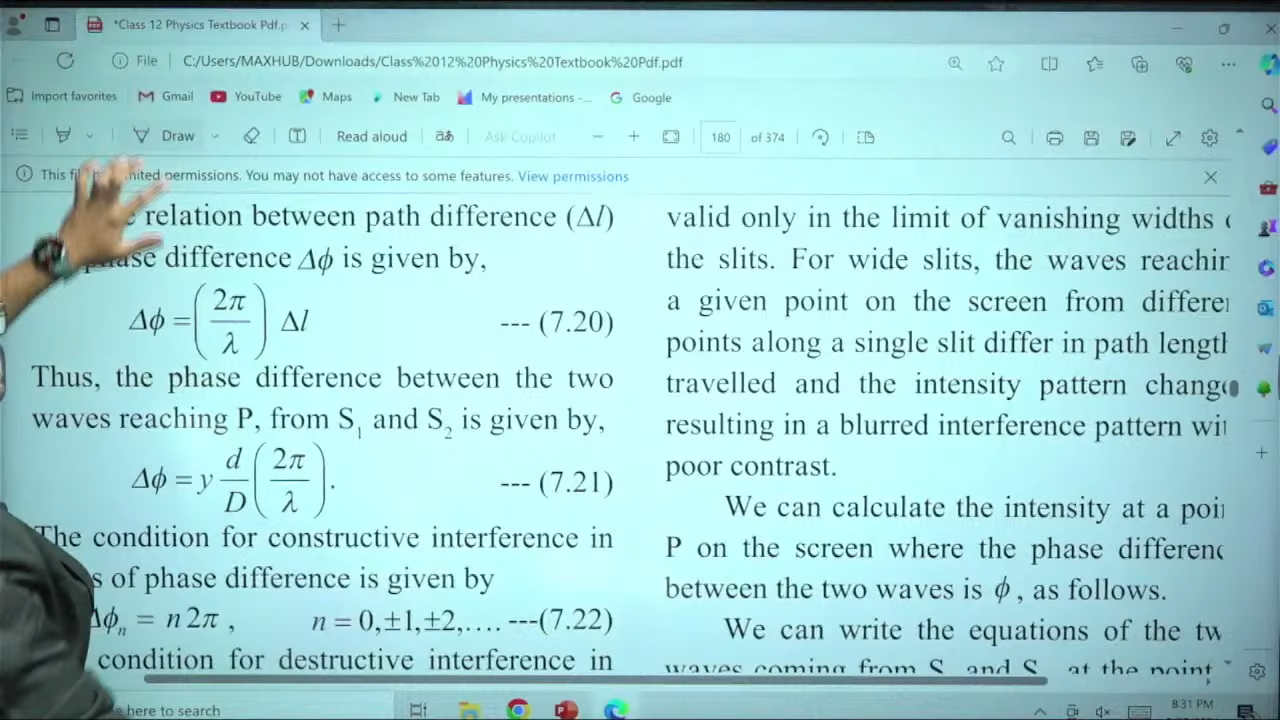 *Class 12 Physics Textbook Pdf.p
File C:/Users/MAXHUB/Downloads/Class%2012%20Physics%20Textbook%20Pdf.pdf
Import favorites Gmail YouTube Maps New Tab My presentations -... Google
Draw Read aloud Ask Copilot 180 of 374
This mited permissions. You may not have access to some features. View permissions
relation between path difference (Δl)
difference Δϕ is given by,
Δϕ = (2π/λ) Δl --- (7.20)
Thus, the phase difference between the two
waves reaching P, from S₁ and S₂ is given by,
Δϕ = y d/D (2π/λ). --- (7.21)
The condition for constructive interference in
s of phase difference is given by
Δϕₙ = n2π, n = 0,±1,±2,.... ---(7.22)
condition for destructive interference in
valid only in the limit of vanishing widths
the slits. For wide slits, the waves reachin
a given point on the screen from differe
points along a single slit differ in path length
travelled and the intensity pattern chang
resulting in a blurred interference pattern wit
poor contrast.
We can calculate the intensity at a poi
P on the screen where the phase differenc
between the two waves is ϕ, as follows.
We can write the equations of the tw
waves coming from S and S at the point
here to search
8:31 PM